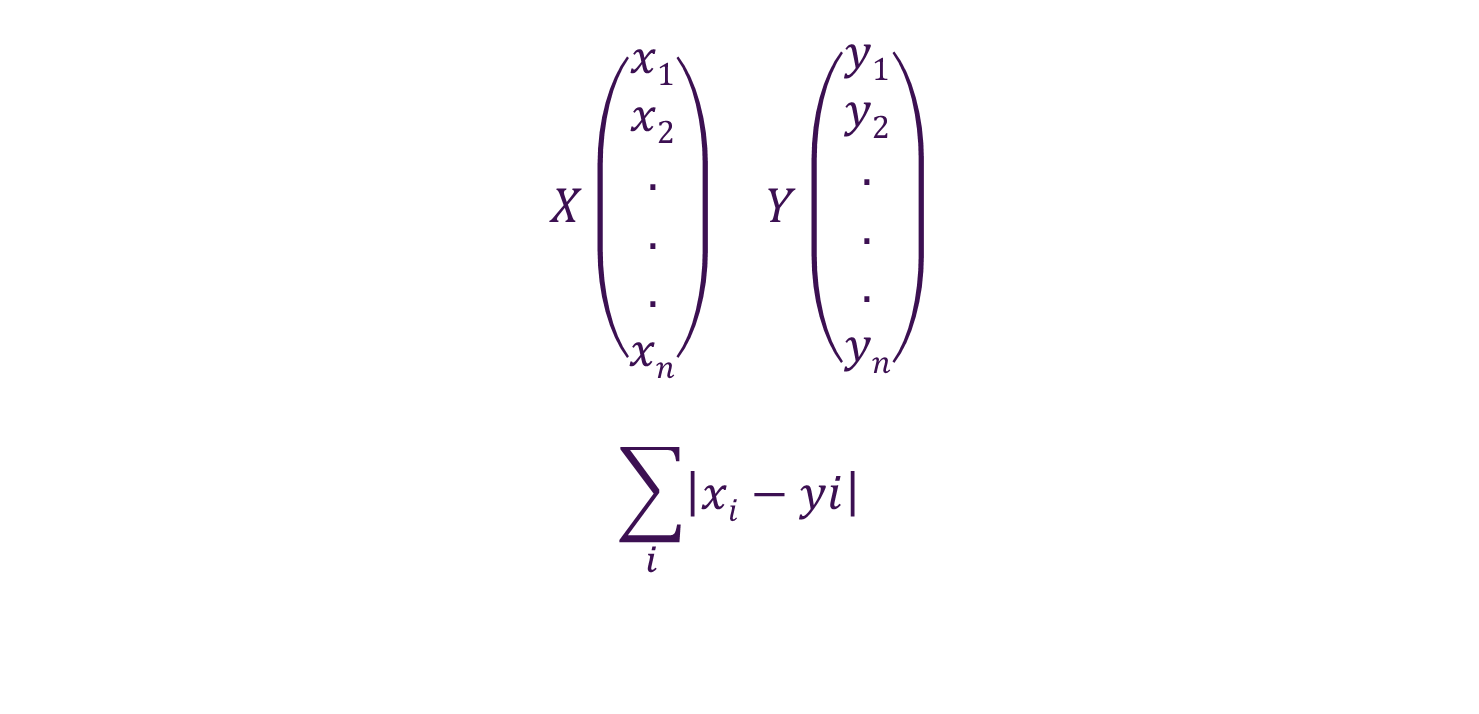 X (x₁ x₂ . . . xₙ) Y (y₁ y₂ . . . yₙ)
∑ᵢ |xᵢ − yi|